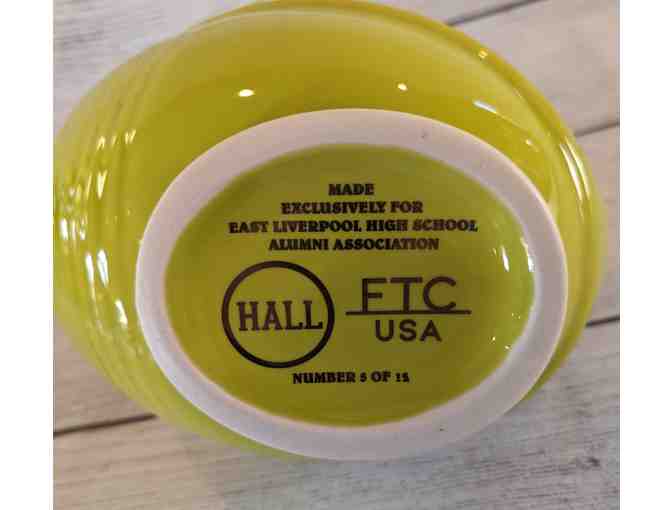 MADE
EXCLUSIVELY FOR
EAST LIVERPOOL HIGH SCHOOL
ALUMNI ASSOCIATION
HALL
FTC
USA
NUMBER 5 OF 15